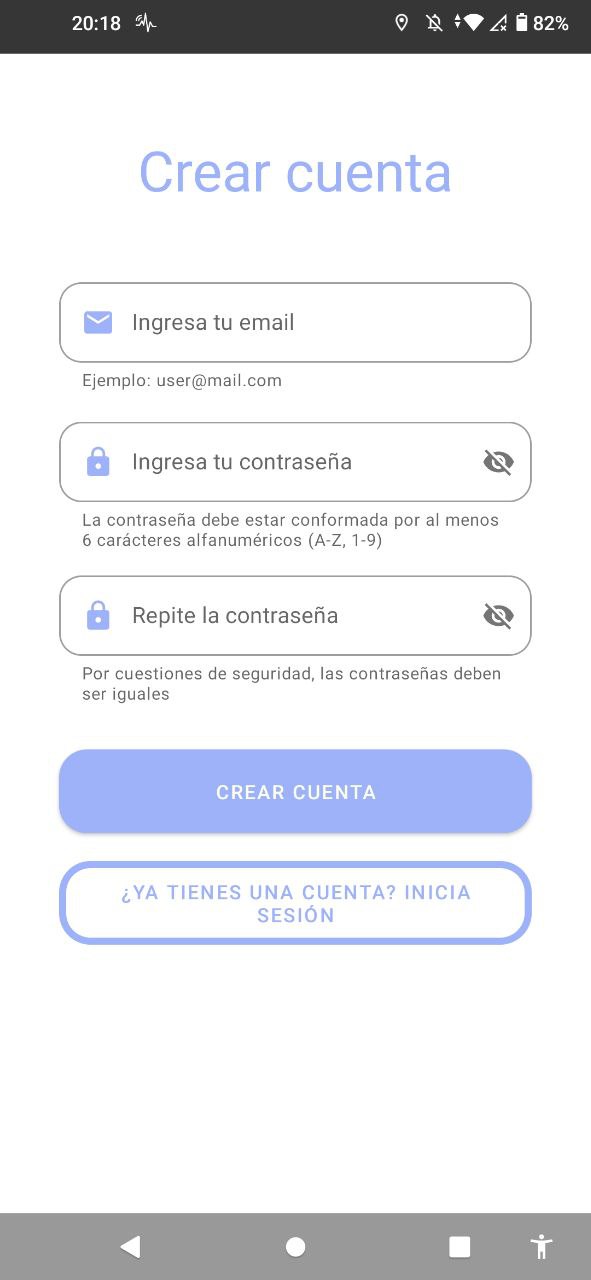 20:18
82%
Crear cuenta
Ingresa tu email
Ejemplo: user@mail.com
Ingresa tu contraseña
La contraseña debe estar conformada por al menos
6 carácteres alfanuméricos (A-Z, 1-9)
Repite la contraseña
Por cuestiones de seguridad, las contraseñas deben
ser iguales
CREAR CUENTA
¿YA TIENES UNA CUENTA? INICIA
SESIÓN